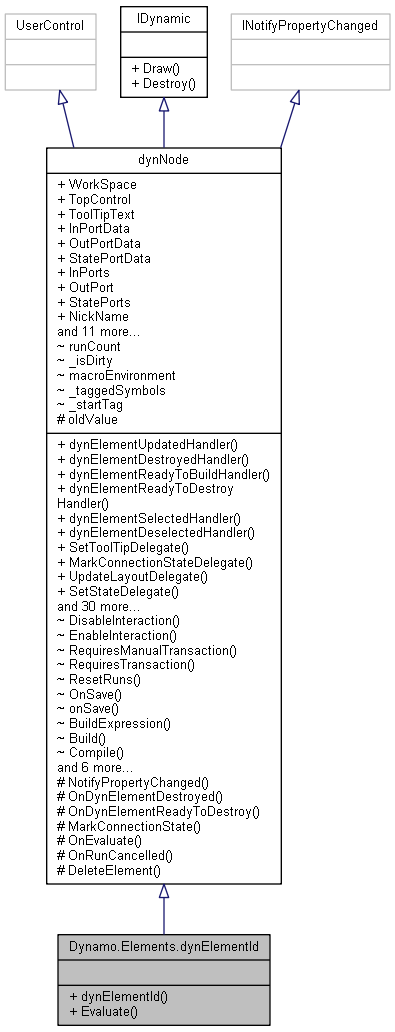 UserControl
IDynamic
+ Draw()
+ Destroy()
INotifyPropertyChanged
dynNode
+ WorkSpace
+ TopControl
+ ToolTipText
+ InPortData
+ OutPortData
+ StatePortData
+ InPorts
+ OutPort
+ StatePorts
+ NickName
and 11 more...
~ runCount
~ _isDirty
~ macroEnvironment
~ _taggedSymbols
~ _startTag
# oldValue
+ dynElementUpdatedHandler()
+ dynElementDestroyedHandler()
+ dynElementReadyToBuildHandler()
+ dynElementReadyToDestroy
Handler()
+ dynElementSelectedHandler()
+ dynElementDeselectedHandler()
+ SetToolTipDelegate()
+ MarkConnectionStateDelegate()
+ UpdateLayoutDelegate()
+ SetStateDelegate()
and 30 more...
~ DisableInteraction()
~ EnableInteraction()
~ RequiresManualTransaction()
~ RequiresTransaction()
~ ResetRuns()
~ OnSave()
~ onSave()
~ BuildExpression()
~ Build()
~ Compile()
and 6 more...
# NotifyPropertyChanged()
# OnDynElementDestroyed()
# OnDynElementReadyToDestroy()
# MarkConnectionState()
# OnEvaluate()
# OnRunCancelled()
# DeleteElement()
Dynamo.Elements.dynElementId
+ dynElementId()
+ Evaluate()